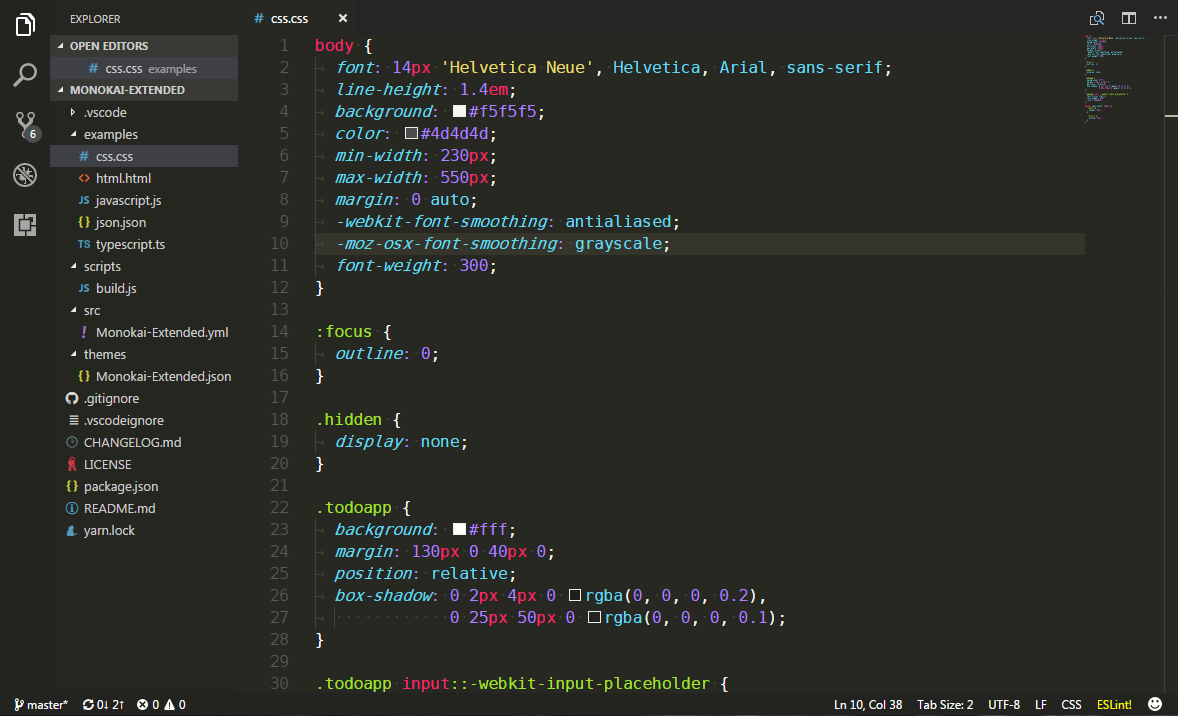 EXPLORER
OPEN EDITORS
# css.css examples
MONOKAI-EXTENDED
.vscode
examples
# css.css
<> html.html
JS javascript.js
{} json.json
TS typescript.ts
scripts
JS build.js
src
! Monokai-Extended.yml
themes
{} Monokai-Extended.json
.gitignore
.vscodeignore
CHANGELOG.md
LICENSE
{} package.json
README.md
yarn.lock
6
# css.css ×
1 body {
2 font: 14px 'Helvetica Neue', Helvetica, Arial, sans-serif;
3 line-height: 1.4em;
4 background: #f5f5f5;
5 color: #4d4d4d;
6 min-width: 230px;
7 max-width: 550px;
8 margin: 0 auto;
9 -webkit-font-smoothing: antialiased;
10 -moz-osx-font-smoothing: grayscale;
11 font-weight: 300;
12 }
13
14 :focus {
15 outline: 0;
16 }
17
18 .hidden {
19 display: none;
20 }
21
22 .todoapp {
23 background: #fff;
24 margin: 130px 0 40px 0;
25 position: relative;
26 box-shadow: 0 2px 4px 0 rgba(0, 0, 0, 0.2),
27 0 25px 50px 0 rgba(0, 0, 0, 0.1);
28 }
29
30 .todoapp input::-webkit-input-placeholder {
master* 0↓ 2↑ 0 0 Ln 10, Col 38 Tab Size: 2 UTF-8 LF CSS ESLint!